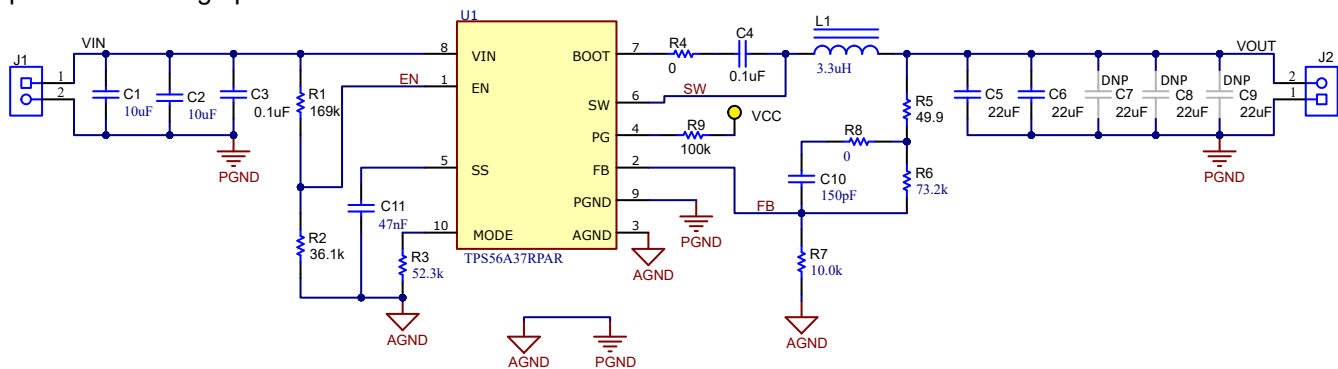 U1
J1
VIN
1
2
C1
10uF
C2
10uF
C3
0.1uF
PGND
R1
169k
R2
36.1k
EN
8
VIN
1
EN
5
SS
10
MODE
C11
47nF
R3
52.3k
AGND
BOOT
7
SW
6
PG
4
FB
2
PGND
9
AGND
3
TPS56A37RPAR
R4
0
C4
0.1uF
SW
L1
3.3uH
R9
100k
VCC
PGND
AGND
FB
R8
0
C10
150pF
R5
49.9
R6
73.2k
R7
10.0k
AGND
C5
22uF
C6
22uF
DNP
C7
22uF
DNP
C8
22uF
DNP
C9
22uF
PGND
VOUT
J2
2
1
AGND
PGND